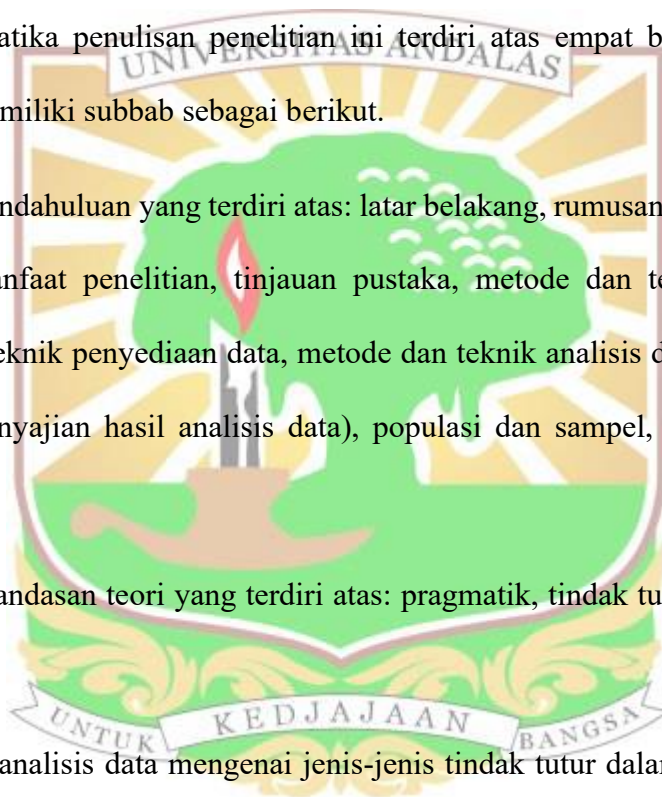 atika penulisan penelitian ini terdiri atas empat b
UNIVERSITAS ANDALAS
miliki subbab sebagai berikut.
ndahuluan yang terdiri atas: latar belakang, rumusan
anfaat penelitian, tinjauan pustaka, metode dan te
eknik penyediaan data, metode dan teknik analisis d
nyajian hasil analisis data), populasi dan sampel,
andasan teori yang terdiri atas: pragmatik, tindak tu
UNTUK KEDJAJAAN BANGSA
analisis data mengenai jenis-jenis tindak tutur dalar